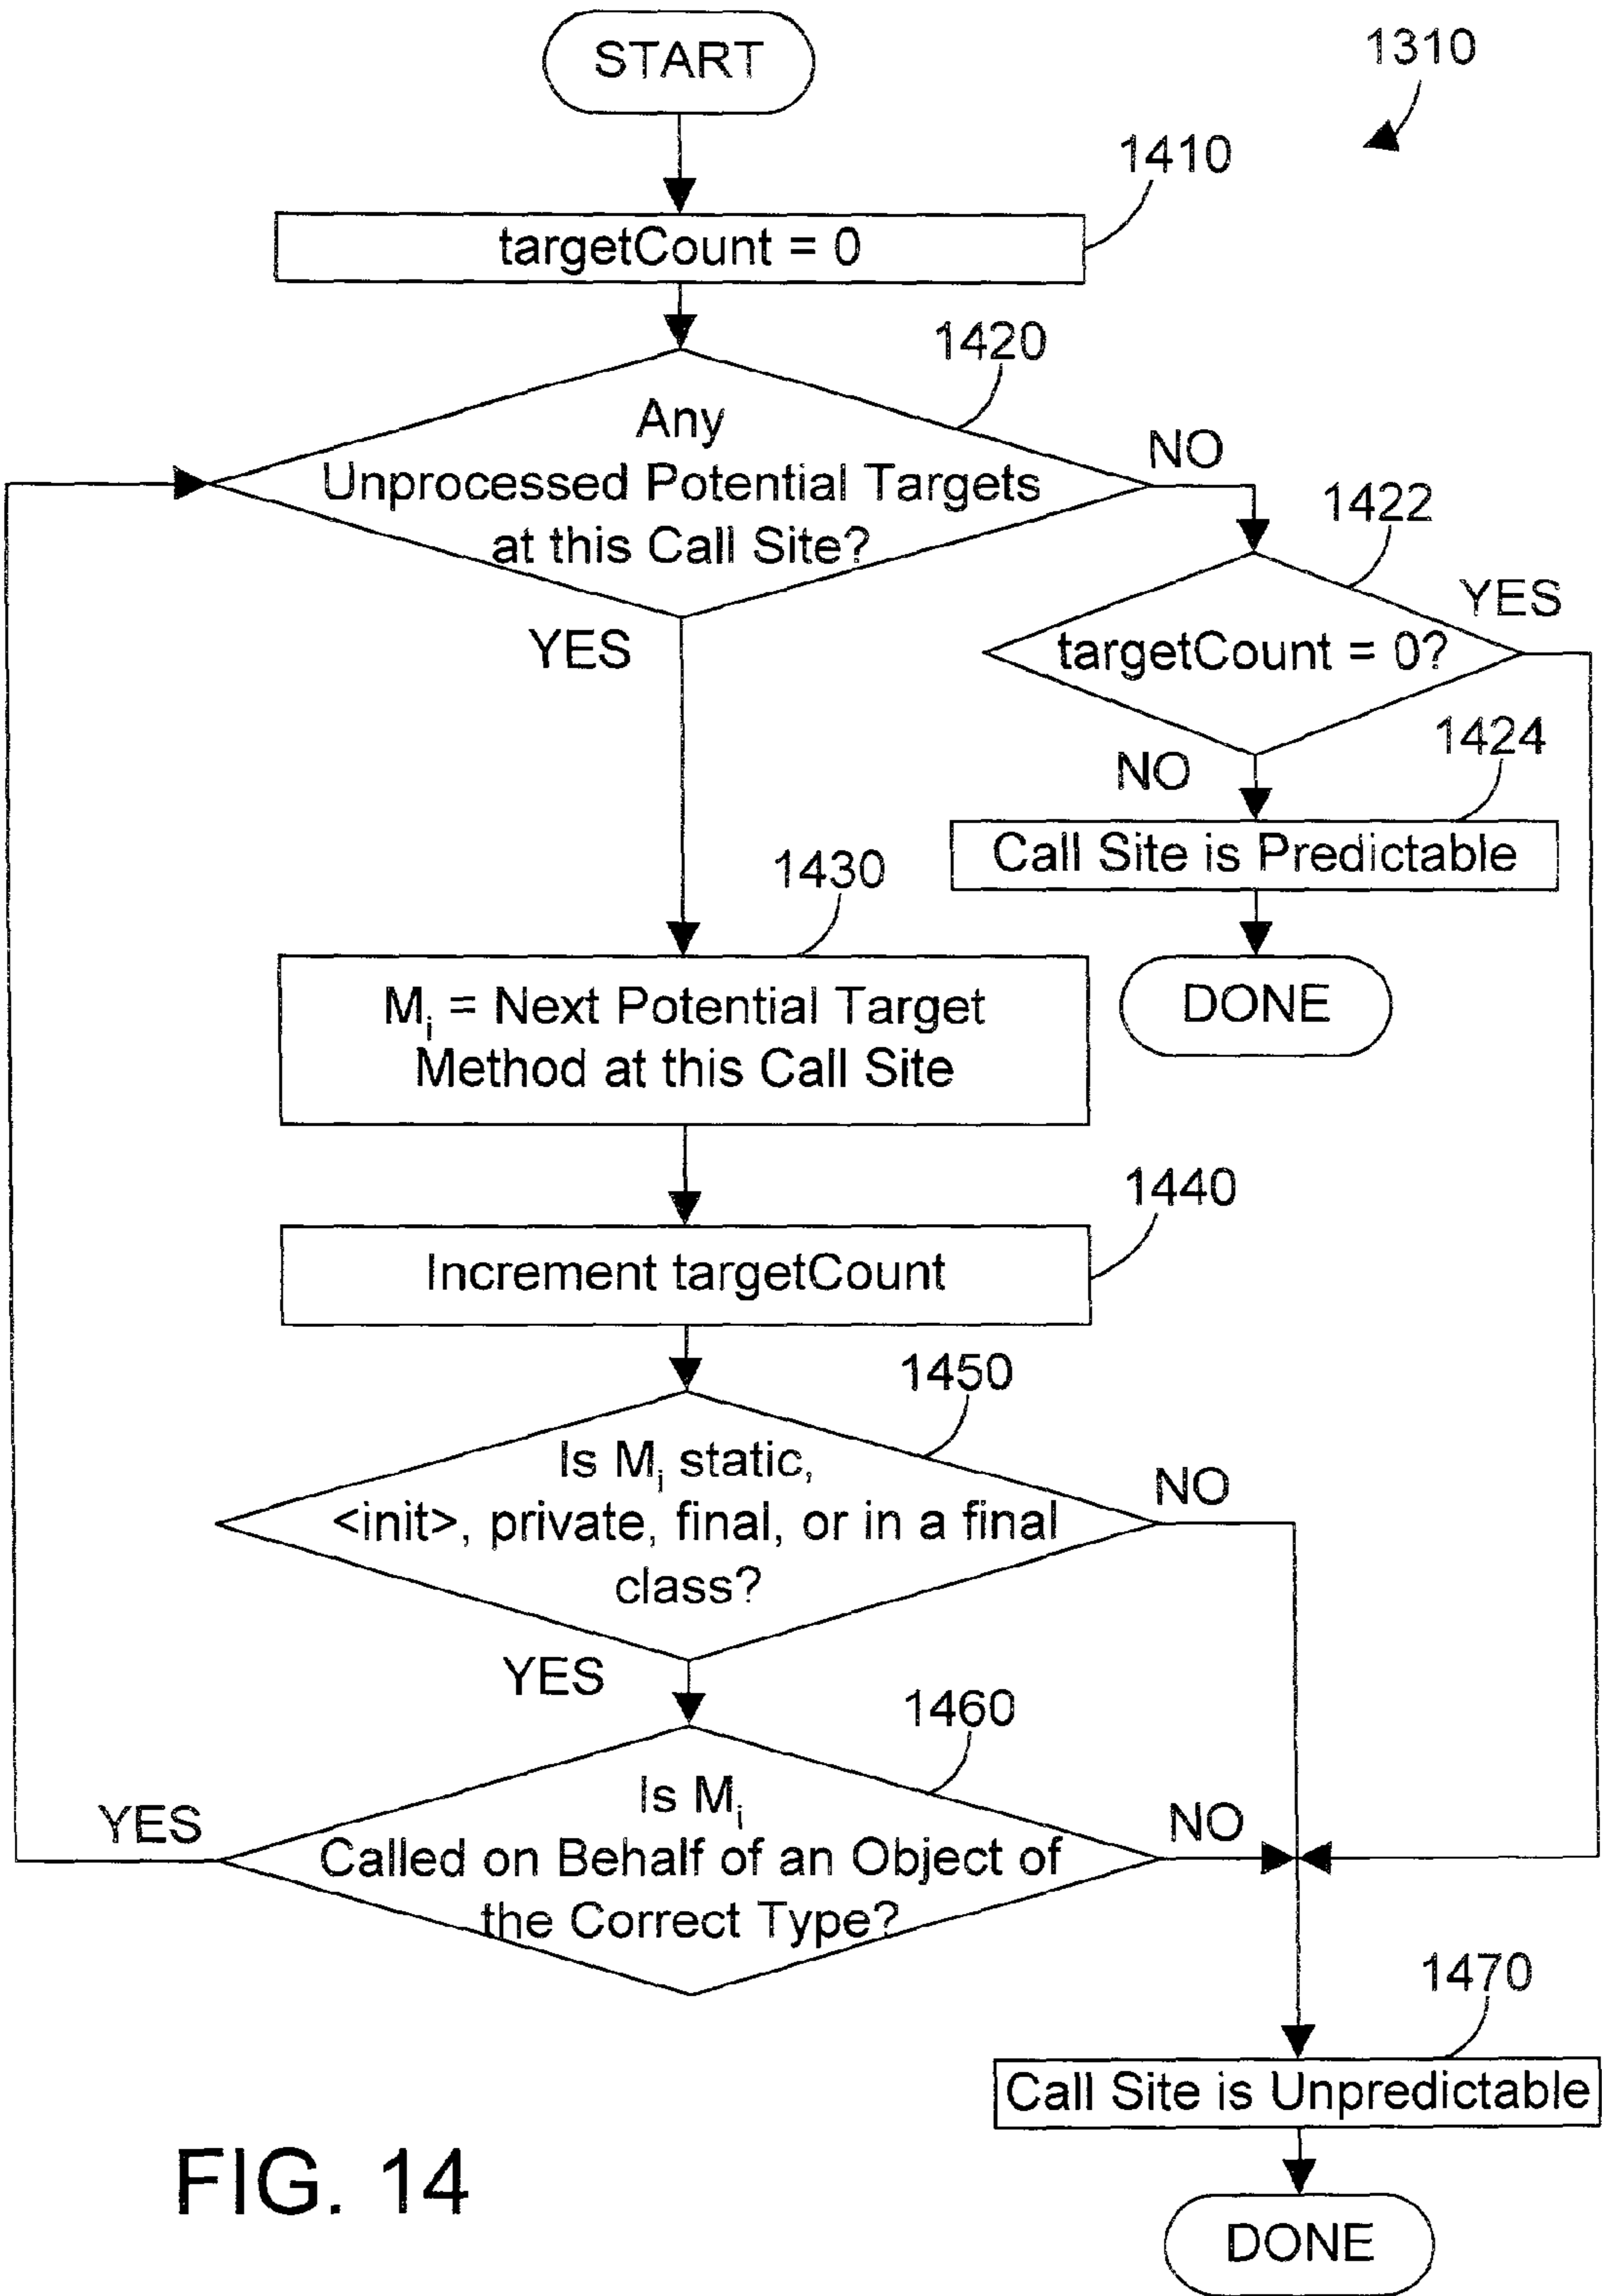 START
1310
1410
targetCount = 0
1420
Any
Unprocessed Potential Targets
at this Call Site?
NO
1422
YES
YES
targetCount = 0?
1424
NO
Call Site is Predictable
1430
DONE
Mi = Next Potential Target
Method at this Call Site
1440
Increment targetCount
1450
Is Mi static,
<init>, private, final, or in a final
class?
NO
YES
1460
Is Mi
Called on Behalf of an Object of
the Correct Type?
YES
NO
1470
Call Site is Unpredictable
DONE
FIG. 14